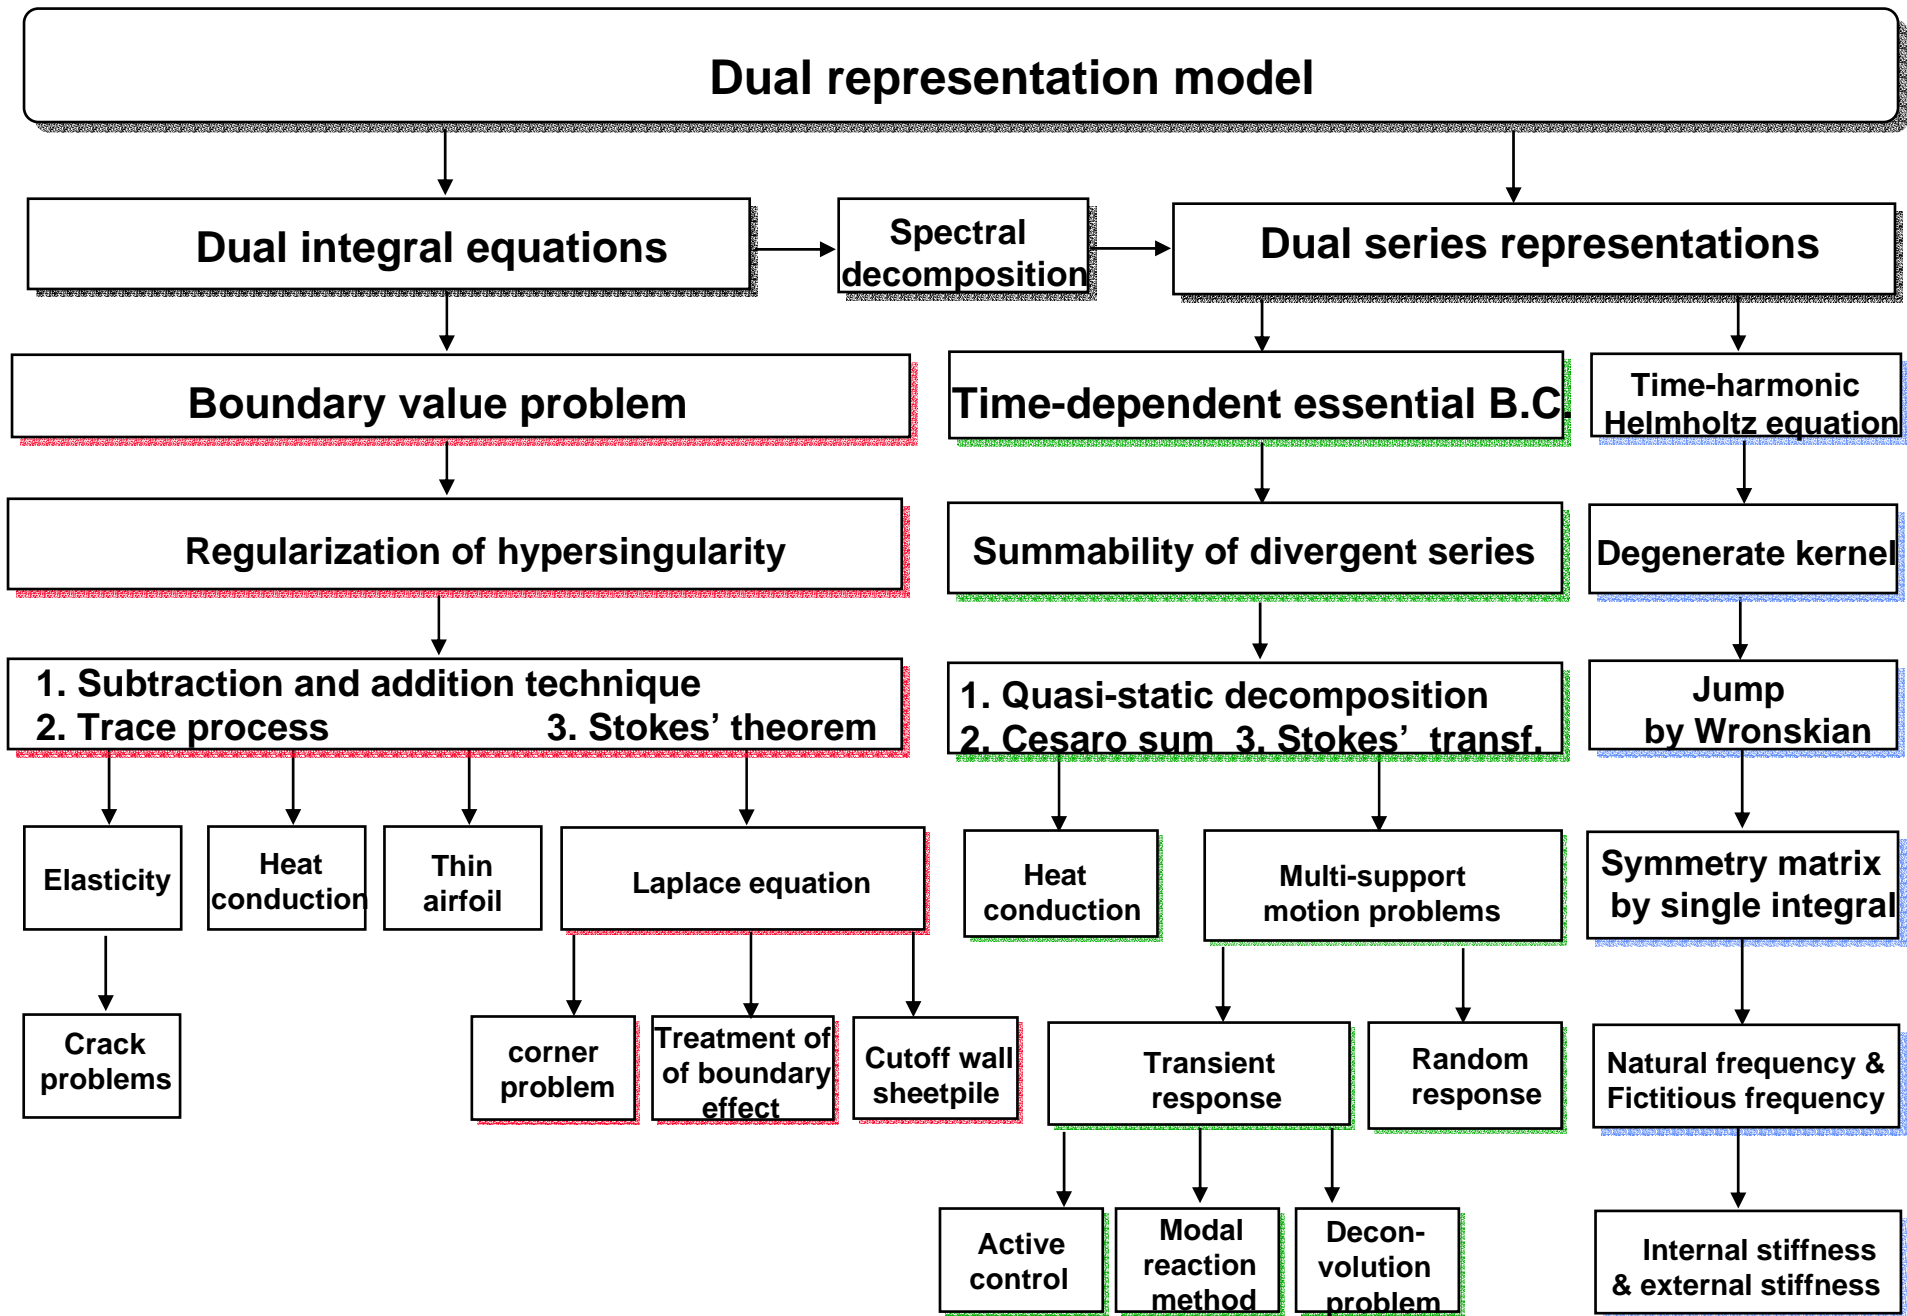 Dual representation model
Dual integral equations
Spectral
decomposition
Dual series representations
Boundary value problem
Time-dependent essential B.C.
Time-harmonic
Helmholtz equation
Regularization of hypersingularity
Summability of divergent series
Degenerate kernel
1. Subtraction and addition technique
2. Trace process 3. Stokes’ theorem
1. Quasi-static decomposition
2. Cesaro sum 3. Stokes’ transf.
Jump
by Wronskian
Elasticity
Heat
conduction
Thin
airfoil
Laplace equation
Heat
conduction
Multi-support
motion problems
Symmetry matrix
by single integral
Crack
problems
corner
problem
Treatment of
of boundary
effect
Cutoff wall
sheetpile
Transient
response
Random
response
Natural frequency &
Fictitious frequency
Active
control
Modal
reaction
method
Decon-
volution
problem
Internal stiffness
& external stiffness